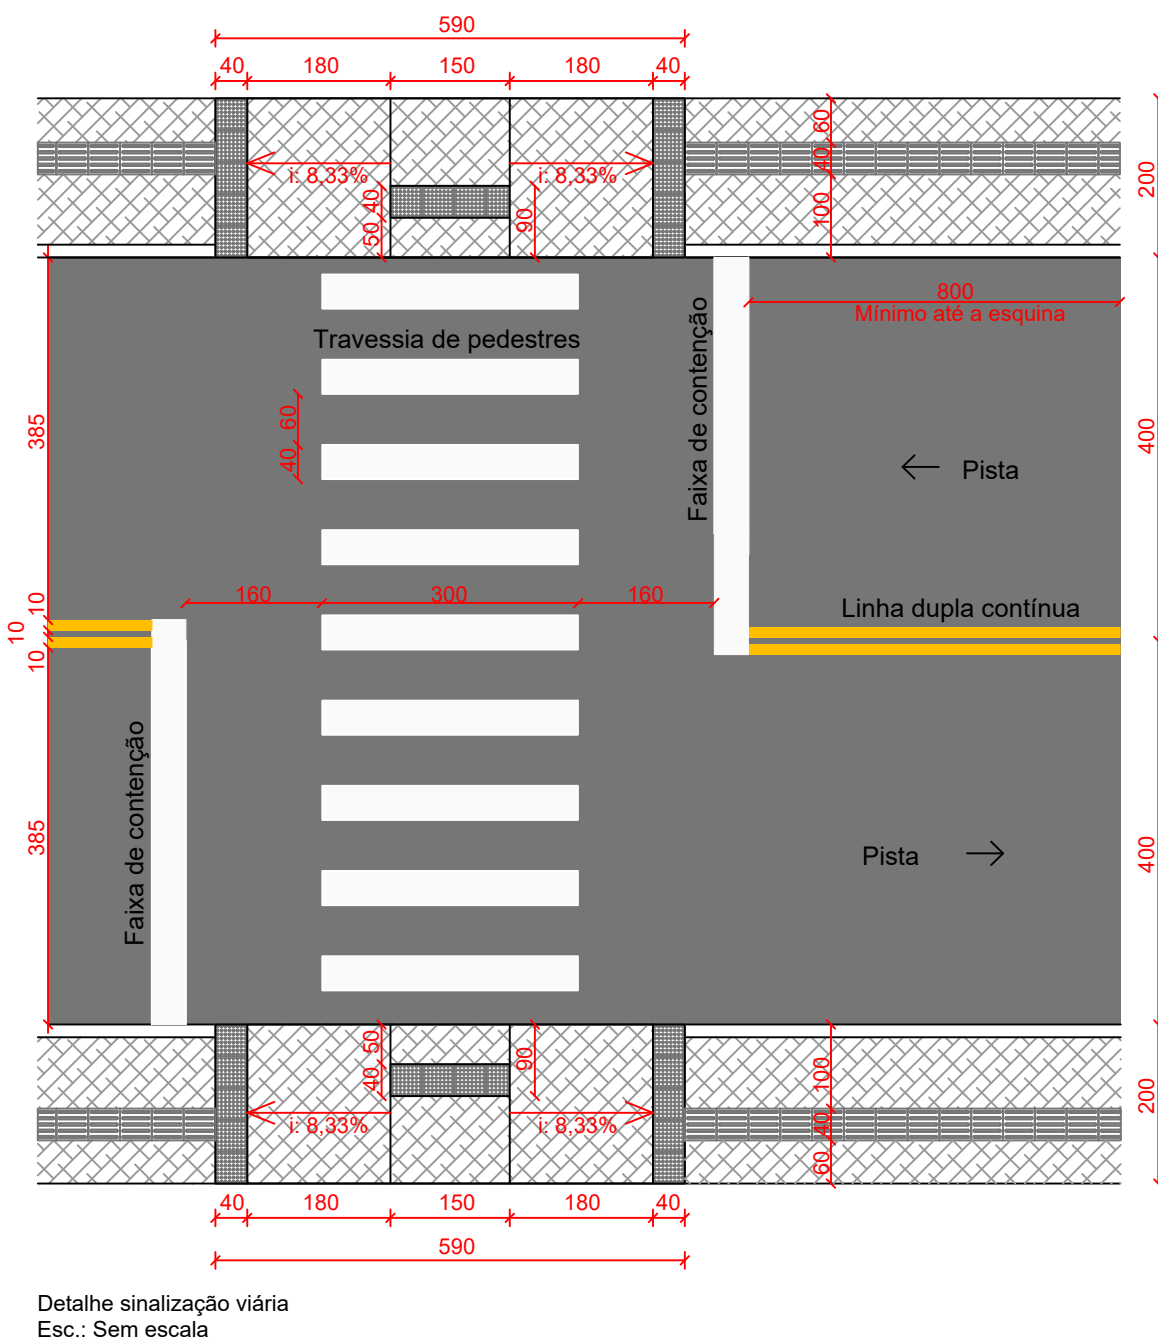 590
40 180 150 180 40
60
40
100
200
i: 8,33%
i: 8,33%
40
50
90
800
Mínimo até a esquina
Travessia de pedestres
Faixa de contenção
385
60
40
400
Pista
160 300 160
Linha dupla contínua
10
10
10
Faixa de contenção
385
Pista
400
50
40
90
100
40
60
200
i: 8,33%
i: 8,33%
40 180 150 180 40
590
Detalhe sinalização viária
Esc.: Sem escala